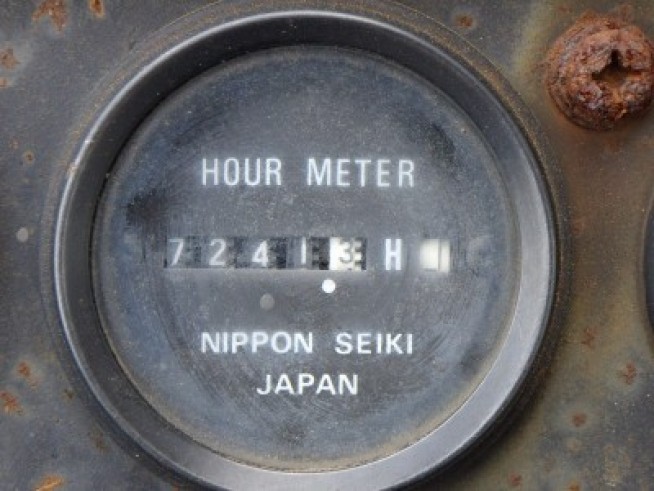 HOUR METER
72413 H
NIPPON SEIKI
JAPAN